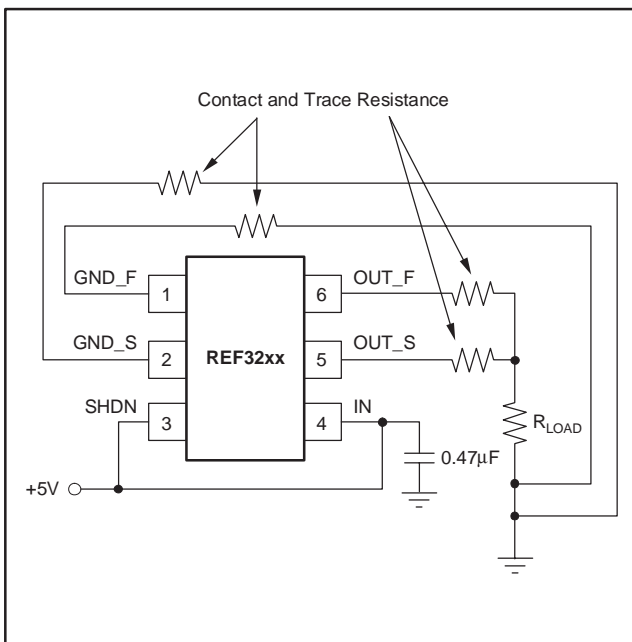 Contact and Trace Resistance
GND_F
1
6
OUT_F
GND_S
2
REF32xx
5
OUT_S
SHDN
3
4
IN
RLOAD
0.47μF
+5V